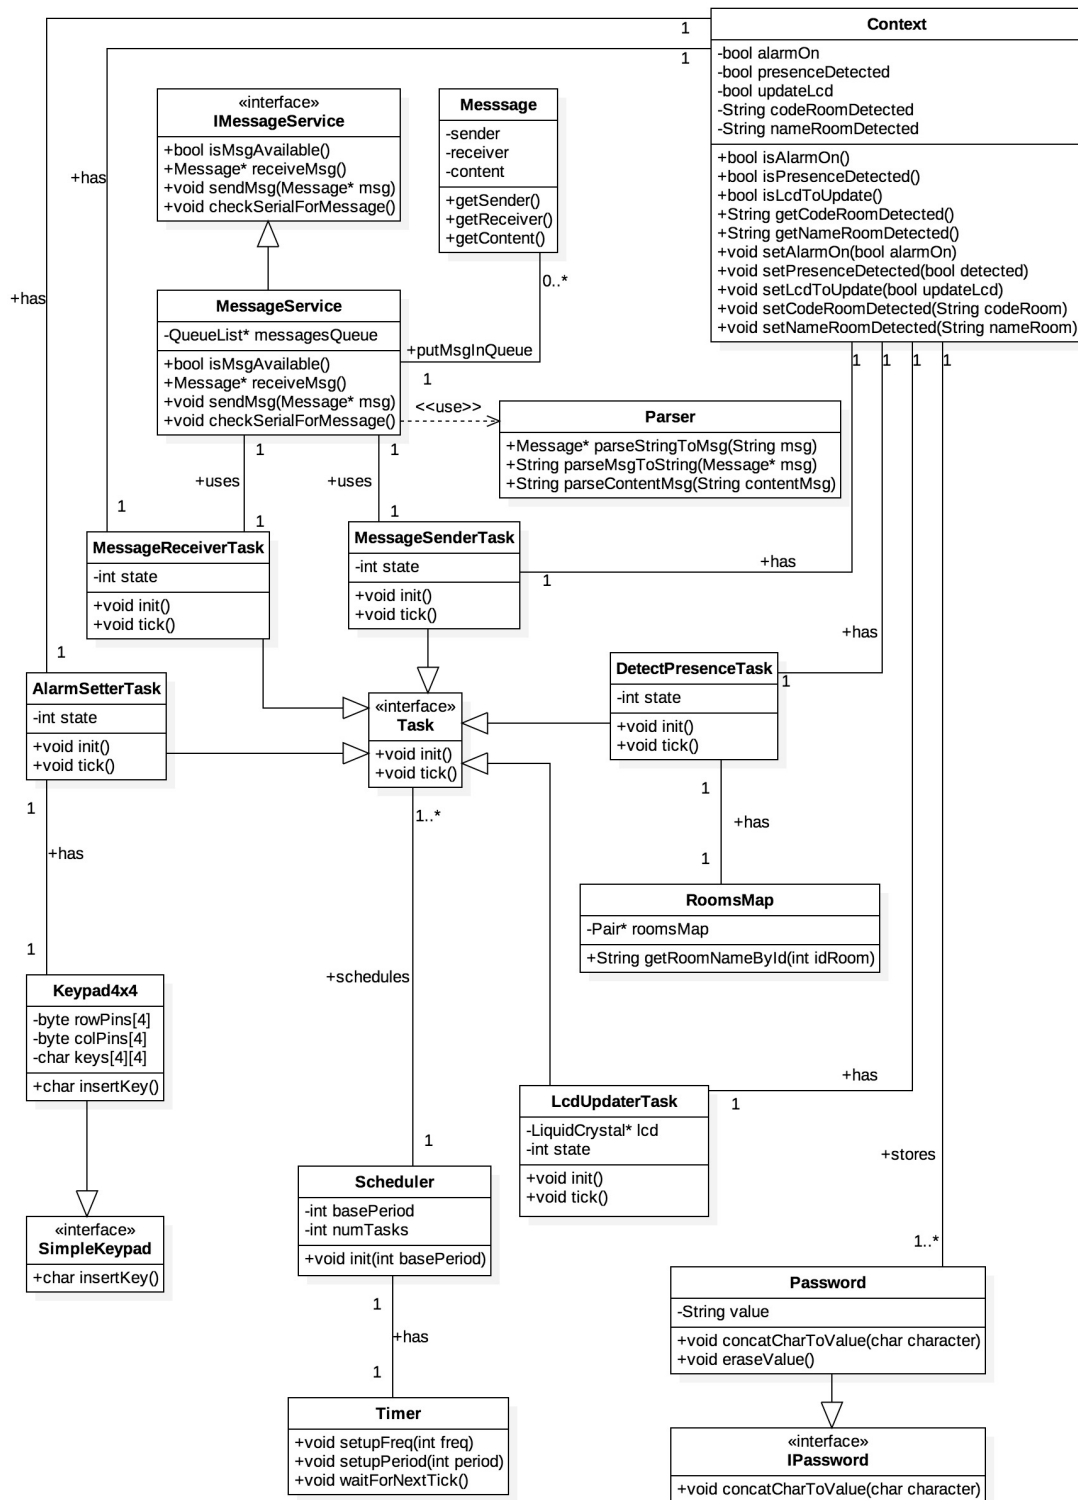 1
Context
1
-bool alarmOn
-bool presenceDetected
-bool updateLcd
-String codeRoomDetected
-String nameRoomDetected
+bool isAlarmOn()
+bool isPresenceDetected()
+bool isLcdToUpdate()
+String getCodeRoomDetected()
+String getNameRoomDetected()
+void setAlarmOn(bool alarmOn)
+void setPresenceDetected(bool detected)
+void setLcdToUpdate(bool updateLcd)
+void setCodeRoomDetected(String codeRoom)
+void setNameRoomDetected(String nameRoom)
«interface»
IMessageService
+bool isMsgAvailable()
+Message* receiveMsg()
+void sendMsg(Message* msg)
+void checkSerialForMessage()
Messsage
-sender
-receiver
-content
+getSender()
+getReceiver()
+getContent()
+has
+has
0..*
MessageService
-QueueList* messagesQueue
+bool isMsgAvailable()
+Message* receiveMsg()
+void sendMsg(Message* msg)
+void checkSerialForMessage()
+putMsgInQueue
1
<<use>>
1
1
1
1
Parser
+Message* parseStringToMsg(String msg)
+String parseMsgToString(Message* msg)
+String parseContentMsg(String contentMsg)
1
1
+uses
+uses
1
1
1
MessageReceiverTask
-int state
+void init()
+void tick()
MessageSenderTask
-int state
+void init()
+void tick()
+has
1
+has
1
AlarmSetterTask
-int state
+void init()
+void tick()
«interface»
Task
+void init()
+void tick()
DetectPresenceTask
-int state
+void init()
+void tick()
1
1
1..*
1
+has
+has
1
1
RoomsMap
-Pair* roomsMap
+String getRoomNameById(int idRoom)
+schedules
Keypad4x4
-byte rowPins[4]
-byte colPins[4]
-char keys[4][4]
+char insertKey()
+has
LcdUpdaterTask
-LiquidCrystal* lcd
-int state
+void init()
+void tick()
1
1
+stores
Scheduler
-int basePeriod
-int numTasks
+void init(int basePeriod)
«interface»
SimpleKeypad
+char insertKey()
1..*
Password
-String value
+void concatCharToValue(char character)
+void eraseValue()
1
+has
1
Timer
+void setupFreq(int freq)
+void setupPeriod(int period)
+void waitForNextTick()
«interface»
IPassword
+void concatCharToValue(char character)